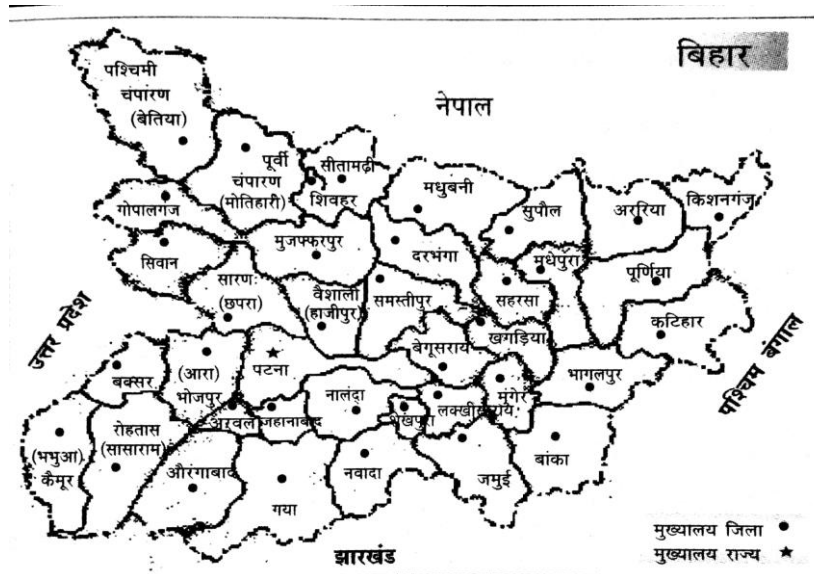 बिहार
नेपाल
पश्चिमी
चंपारण
(बेतिया)
पूर्वी
चंपारण
(मोतिहारी)
सीतामढ़ी
शिवहर
मधुबनी
सुपौल
अररिया
किशनगंज
गोपालगंज
सिवान
मुजफ्फरपुर
दरभंगा
मधेपुरा
पूर्णिया
सारण
(छपरा)
वैशाली
(हाजीपुर)
समस्तीपुर
सहरसा
कटिहार
उत्तर प्रदेश
बक्सर
(आरा)
भोजपुर
पटना
बेगूसराय
खगड़िया
भागलपुर
पश्चिम बंगाल
नालंदा
मुंगेर
लक्खीसराय
शेखपुरा
अरवल
जहानाबाद
रोहतास
(सासाराम)
(भभुआ)
कैमूर
औरंगाबाद
गया
नवादा
जमुई
बांका
झारखंड
मुख्यालय जिला
मुख्यालय राज्य